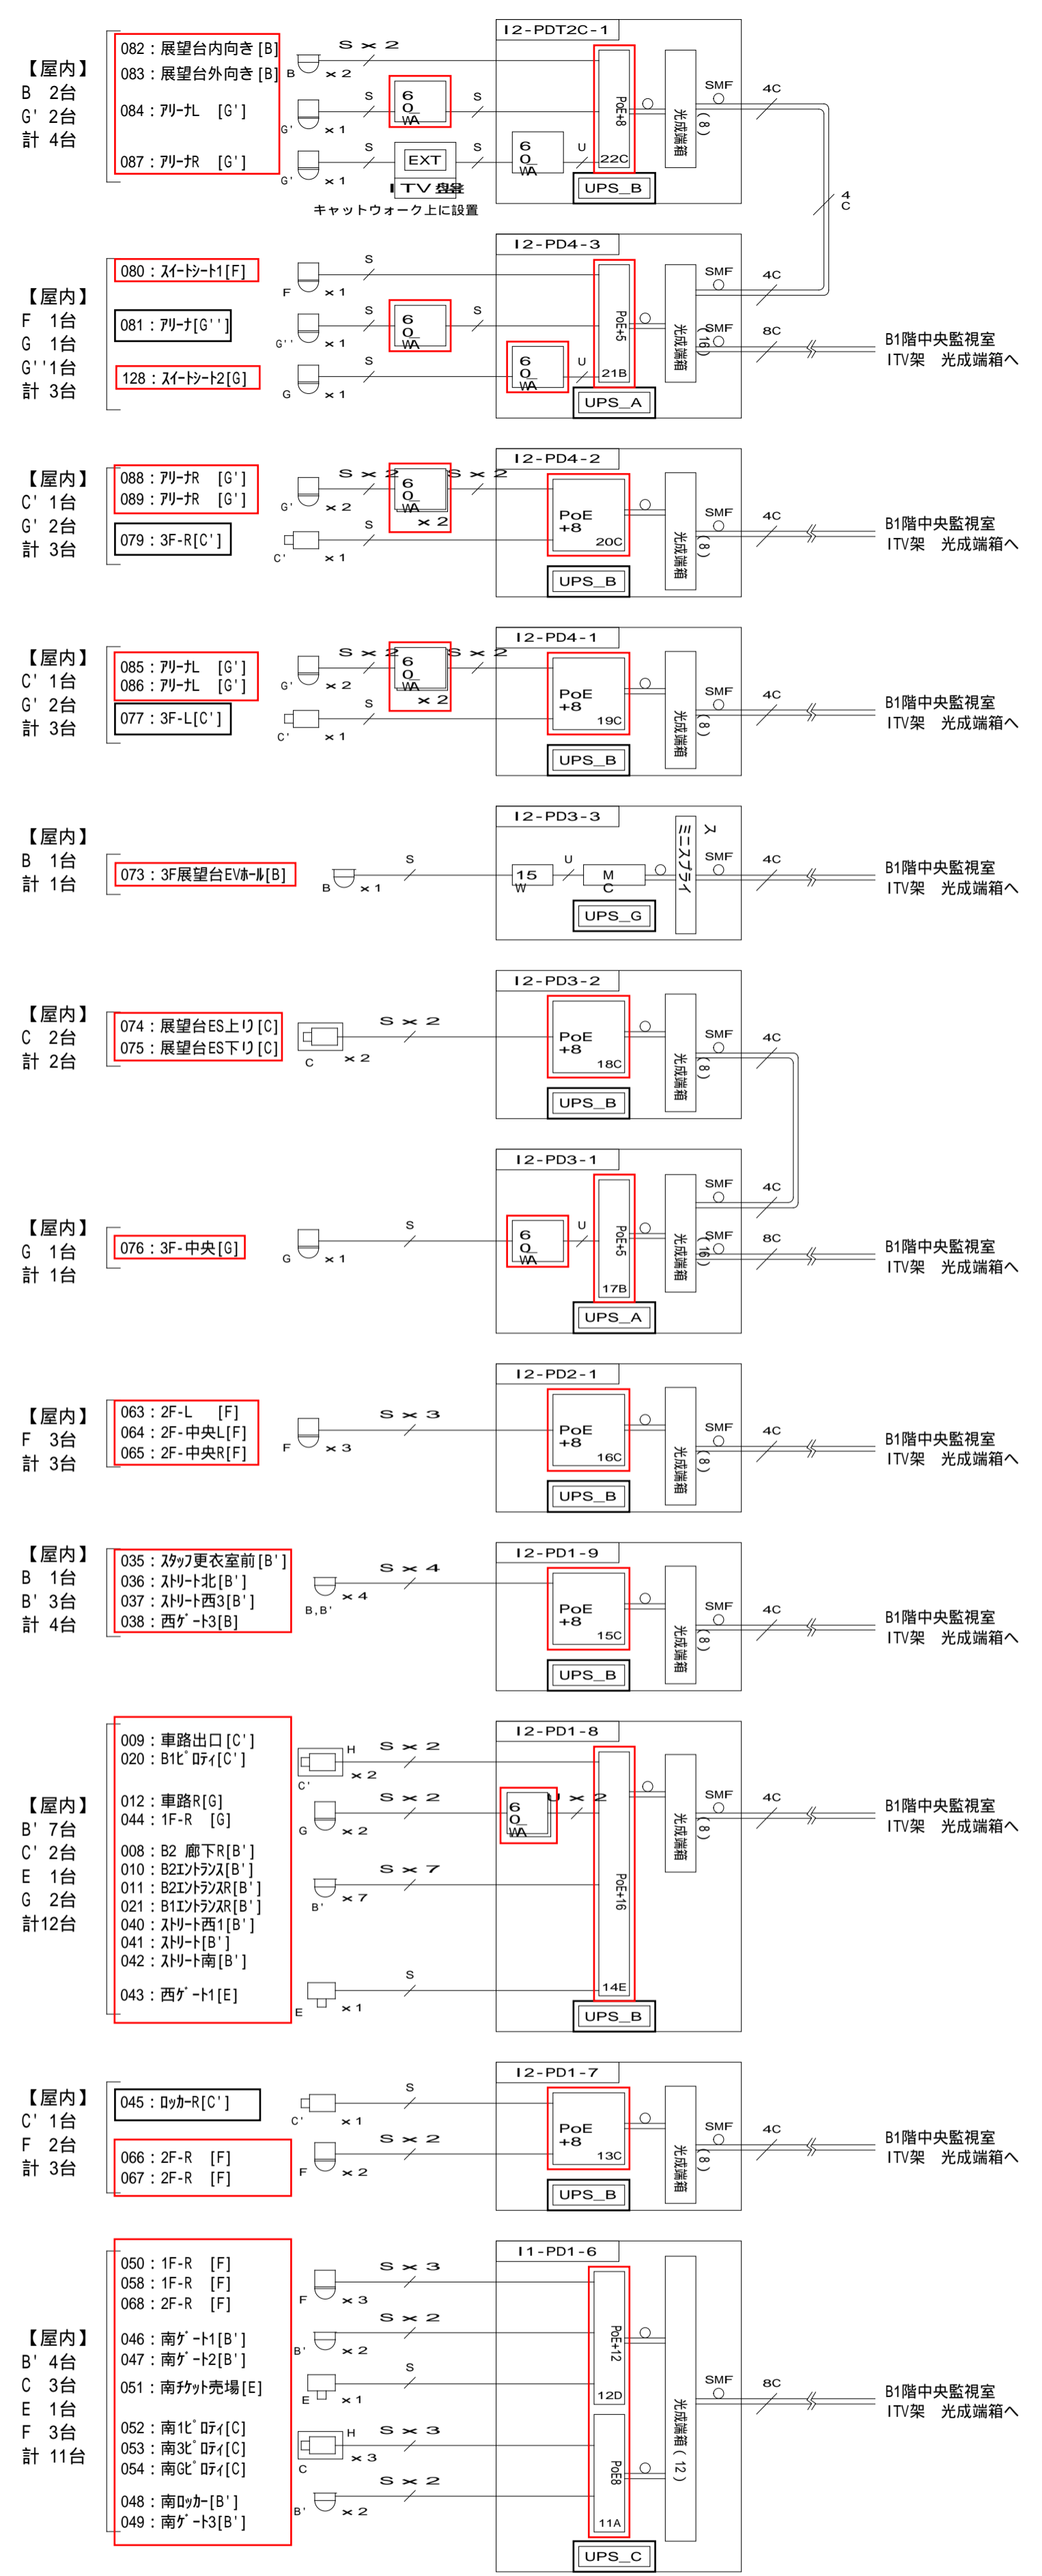 I2-PDT2C-1
【屋内】
B 2台
G' 2台
計 4台
082：展望台内向き[B]
083：展望台外向き[B]
084：ｱﾘｰﾅL [G']
087：ｱﾘｰﾅR [G']
B × 2
S × 2
G' × 1
S
60WA
S
G' × 1
S
EXT
ITV盤
S
60WA
U
キャットウォーク上に設置
PoE+8
22C
UPS_B
光成端箱(8)
SMF
4C
4C
I2-PD4-3
【屋内】
F 1台
G 1台
G''1台
計 3台
080：ｽｲｰﾄｼｰﾄ1[F]
081：ｱﾘｰﾅ[G'']
128：ｽｲｰﾄｼｰﾄ2[G]
F × 1
S
G'' × 1
S
60WA
S
G × 1
S
60WA
U
PoE+5
21B
UPS_A
光成端箱(16)
SMF
4C
SMF
8C
B1階中央監視室
ITV架 光成端箱へ
I2-PD4-2
【屋内】
C' 1台
G' 2台
計 3台
088：ｱﾘｰﾅR [G']
089：ｱﾘｰﾅR [G']
079：3F-R[C']
G' × 2
S × 2
60WA
× 2
S × 2
C' × 1
S
PoE
+8
20C
UPS_B
光成端箱(8)
SMF
4C
B1階中央監視室
ITV架 光成端箱へ
I2-PD4-1
【屋内】
C' 1台
G' 2台
計 3台
085：ｱﾘｰﾅL [G']
086：ｱﾘｰﾅL [G']
077：3F-L[C']
G' × 2
S × 2
60WA
× 2
S × 2
C' × 1
S
PoE
+8
19C
UPS_B
光成端箱(8)
SMF
4C
B1階中央監視室
ITV架 光成端箱へ
I2-PD3-3
【屋内】
B 1台
計 1台
073：3F展望台EVﾎｰﾙ[B]
B × 1
S
15W
U
MC
UPS_G
ミニスプライス
SMF
4C
B1階中央監視室
ITV架 光成端箱へ
I2-PD3-2
【屋内】
C 2台
計 2台
074：展望台ES上り[C]
075：展望台ES下り[C]
C × 2
S × 2
PoE
+8
18C
UPS_B
光成端箱(8)
SMF
4C
I2-PD3-1
【屋内】
G 1台
計 1台
076：3F-中央[G]
G × 1
S
60WA
U
PoE+5
17B
UPS_A
光成端箱(16)
SMF
4C
SMF
8C
B1階中央監視室
ITV架 光成端箱へ
I2-PD2-1
【屋内】
F 3台
計 3台
063：2F-L [F]
064：2F-中央L[F]
065：2F-中央R[F]
F × 3
S × 3
PoE
+8
16C
UPS_B
光成端箱(8)
SMF
4C
B1階中央監視室
ITV架 光成端箱へ
I2-PD1-9
【屋内】
B 1台
B' 3台
計 4台
035：ｽﾀｯﾌ更衣室前[B']
036：ｽﾄﾘｰﾄ北[B']
037：ｽﾄﾘｰﾄ西3[B']
038：西ｹﾞｰﾄ3[B]
B,B' × 4
S × 4
PoE
+8
15C
UPS_B
光成端箱(8)
SMF
4C
B1階中央監視室
ITV架 光成端箱へ
I2-PD1-8
【屋内】
B' 7台
C' 2台
E 1台
G 2台
計12台
009：車路出口[C']
020：B1ﾋﾟﾛﾃｨ[C']
012：車路R[G]
044：1F-R [G]
008：B2 廊下R[B']
010：B2ｴﾝﾄﾗﾝｽ[B']
011：B2ｴﾝﾄﾗﾝｽR[B']
021：B1ｴﾝﾄﾗﾝｽR[B']
040：ｽﾄﾘｰﾄ西1[B']
041：ｽﾄﾘｰﾄ[B']
042：ｽﾄﾘｰﾄ南[B']
043：西ｹﾞｰﾄ1[E]
C' H × 2
S × 2
G × 2
S × 2
60WA
U × 2
B' × 7
S × 7
E × 1
S
PoE+16
14E
UPS_B
光成端箱(8)
SMF
4C
B1階中央監視室
ITV架 光成端箱へ
I2-PD1-7
【屋内】
C' 1台
F 2台
計 3台
045：ﾛｯｶｰR[C']
066：2F-R [F]
067：2F-R [F]
C' × 1
S
F × 2
S × 2
PoE
+8
13C
UPS_B
光成端箱(8)
SMF
4C
B1階中央監視室
ITV架 光成端箱へ
I1-PD1-6
【屋内】
B' 4台
C 3台
E 1台
F 3台
計 11台
050：1F-R [F]
058：1F-R [F]
068：2F-R [F]
046：南ｹﾞｰﾄ1[B']
047：南ｹﾞｰﾄ2[B']
051：南ﾁｹｯﾄ売場[E]
052：南1ﾋﾟﾛﾃｨ[C]
053：南3ﾋﾟﾛﾃｨ[C]
054：南Gﾋﾟﾛﾃｨ[C]
048：南ﾛｯｶｰ[B']
049：南ｹﾞｰﾄ3[B']
F × 3
S × 3
B' × 2
S × 2
E × 1
S
C H × 3
S × 3
B' × 2
S × 2
PoE+12
12D
PoE8
11A
UPS_C
光成端箱(12)
SMF
8C
B1階中央監視室
ITV架 光成端箱へ